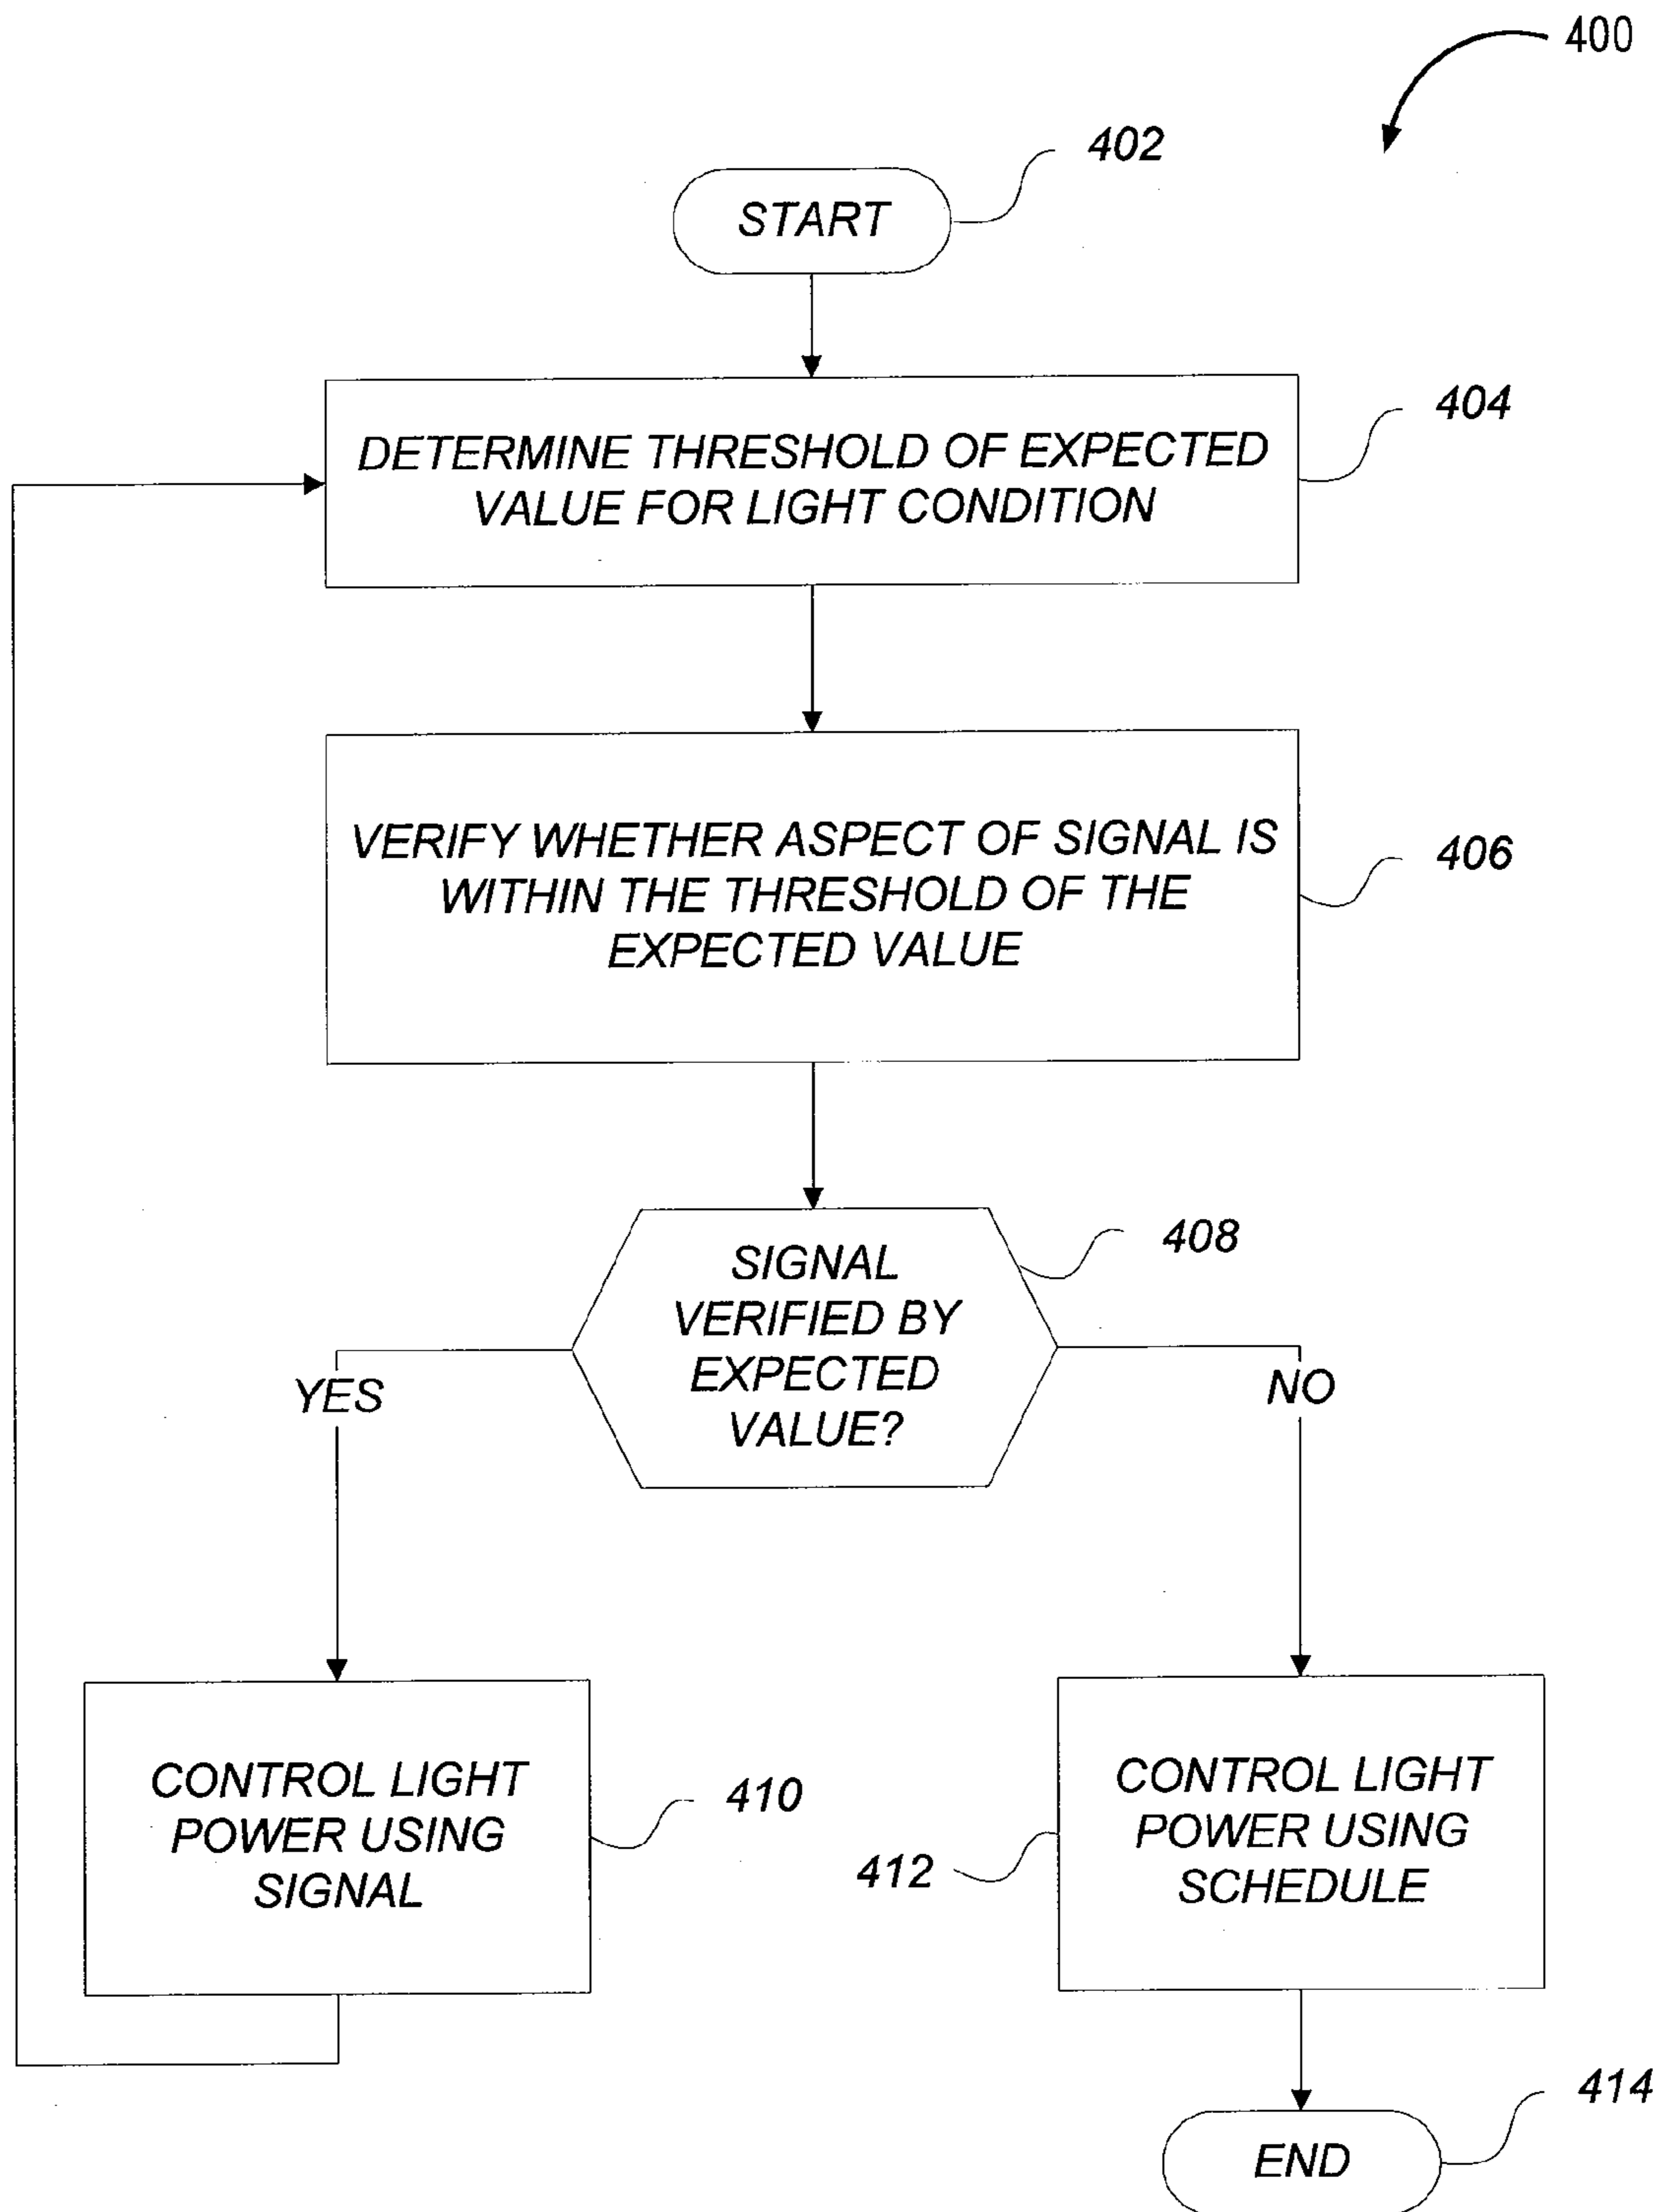 400
402
START
404
DETERMINE THRESHOLD OF EXPECTED
VALUE FOR LIGHT CONDITION
406
VERIFY WHETHER ASPECT OF SIGNAL IS
WITHIN THE THRESHOLD OF THE
EXPECTED VALUE
408
SIGNAL
VERIFIED BY
EXPECTED
VALUE?
YES
NO
CONTROL LIGHT
POWER USING
SIGNAL
410
412
CONTROL LIGHT
POWER USING
SCHEDULE
414
END